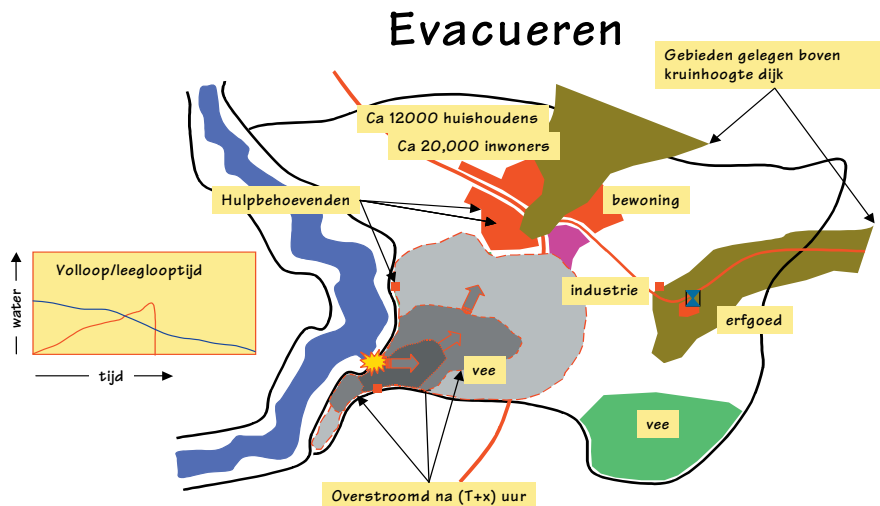 Evacueren
Gebieden gelegen boven
kruinhoogte dijk
Ca 12000 huishoudens
Ca 20,000 inwoners
Hulpbehoevenden
bewoning
Volloop/leeglooptijd
water
tijd
industrie
erfgoed
vee
vee
Overstroomd na (T+x) uur